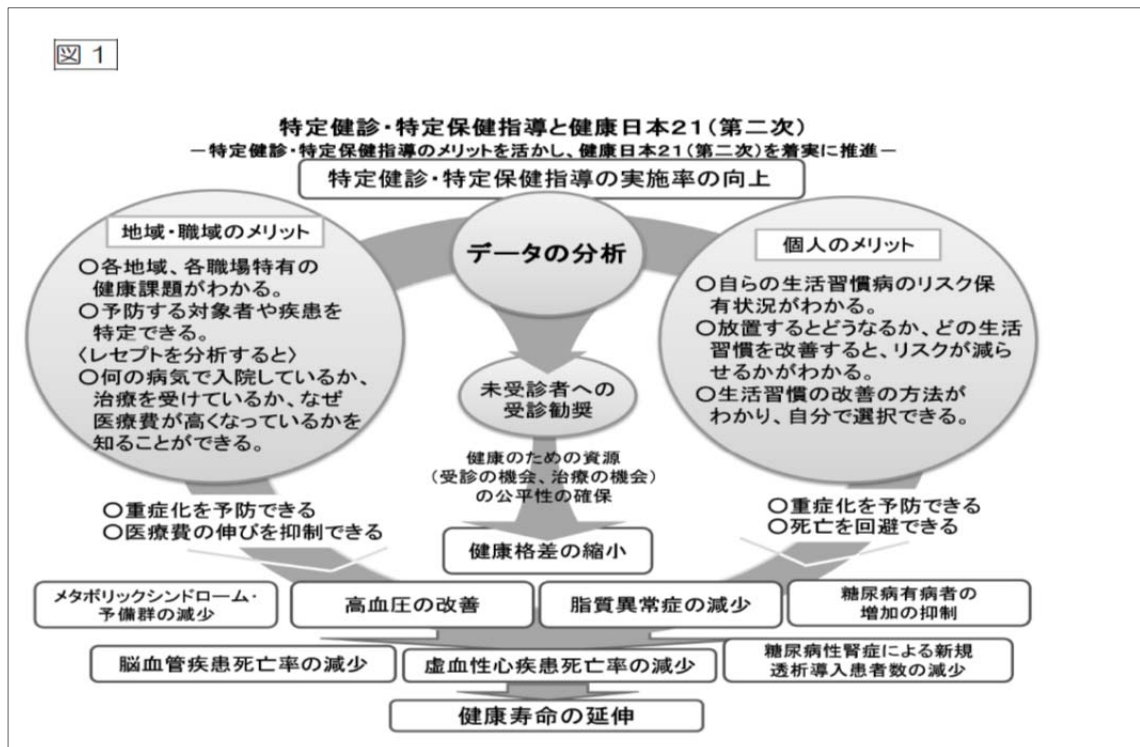 図 1
特定健診・特定保健指導と健康日本21(第二次)
－特定健診・特定保健指導のメリットを活かし、健康日本21(第二次)を着実に推進－
特定健診・特定保健指導の実施率の向上
地域・職域のメリット
○各地域、各職場特有の
健康課題がわかる。
○予防する対象者や疾患を
特定できる。
〈レセプトを分析すると〉
○何の病気で入院しているか、
治療を受けているか、なぜ
医療費が高くなっているかを
知ることができる。
データの分析
個人のメリット
○自らの生活習慣病のリスク保
有状況がわかる。
○放置するとどうなるか、どの生活
習慣を改善すると、リスクが減ら
せるかがわかる。
○生活習慣の改善の方法が
わかり、自分で選択できる。
未受診者への
受診勧奨
健康のための資源
(受診の機会、治療の機会)
の公平性の確保
○重症化を予防できる
○医療費の伸びを抑制できる
○重症化を予防できる
○死亡を回避できる
健康格差の縮小
メタボリックシンドローム・
予備群の減少
高血圧の改善
脂質異常症の減少
糖尿病有病者の
増加の抑制
脳血管疾患死亡率の減少
虚血性心疾患死亡率の減少
糖尿病性腎症による新規
透析導入患者数の減少
健康寿命の延伸